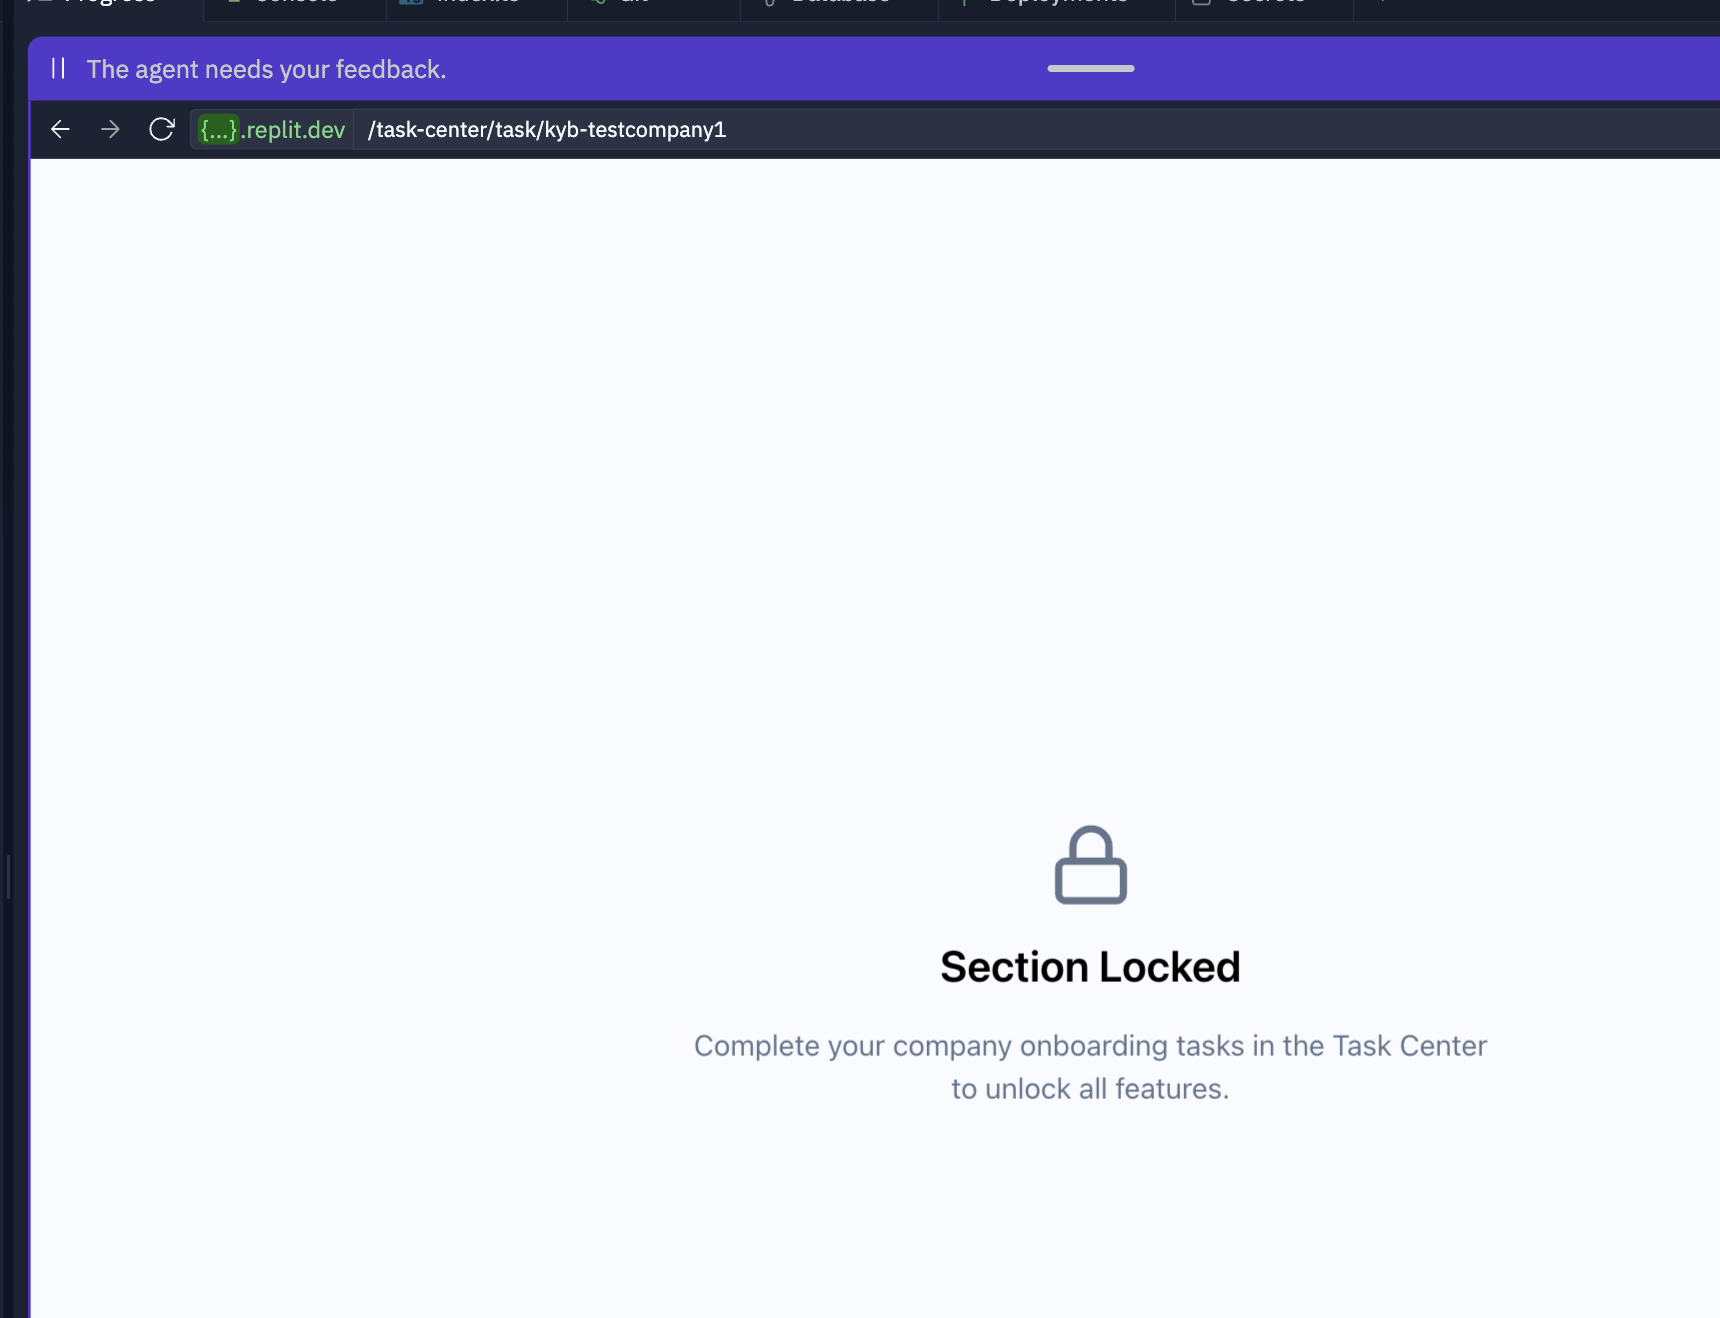 The agent needs your feedback.
{...}.replit.dev /task-center/task/kyb-testcompany1
Section Locked
Complete your company onboarding tasks in the Task Center
to unlock all features.